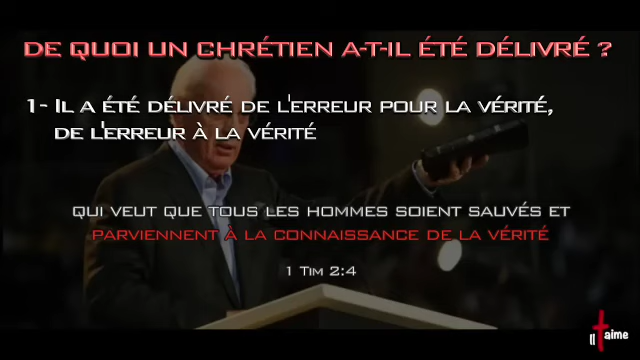 DE QUOI UN CHRÉTIEN A-T-IL ÉTÉ DÉLIVRÉ ?
1- IL A ÉTÉ DÉLIVRÉ DE L'ERREUR POUR LA VÉRITÉ,
DE L'ERREUR À LA VÉRITÉ
QUI VEUT QUE TOUS LES HOMMES SOIENT SAUVÉS ET
PARVIENNENT À LA CONNAISSANCE DE LA VÉRITÉ
1 TIM 2:4
Il t aime